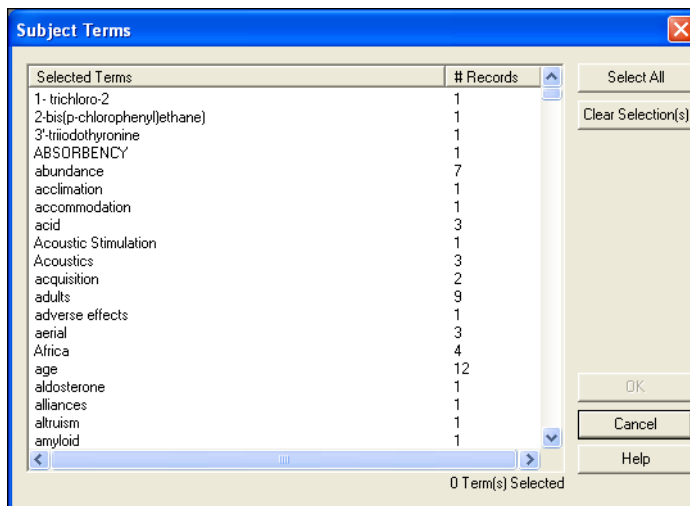 Subject Terms
Selected Terms # Records
1- trichloro-2 1
2-bis(p-chlorophenyl)ethane) 1
3'-triiodothyronine 1
ABSORBENCY 1
abundance 7
acclimation 1
accommodation 1
acid 3
Acoustic Stimulation 1
Acoustics 3
acquisition 2
adults 9
adverse effects 1
aerial 3
Africa 4
age 12
aldosterone 1
alliances 1
altruism 1
amyloid 1
0 Term(s) Selected
Select All
Clear Selection(s)
OK
Cancel
Help